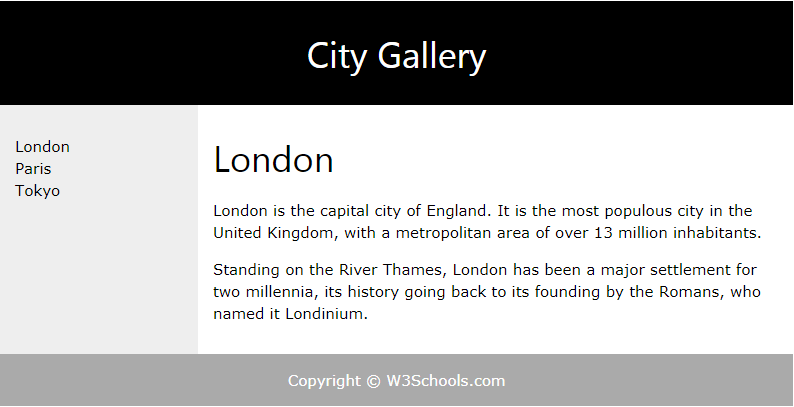 City Gallery
London
Paris
Tokyo
London
London is the capital city of England. It is the most populous city in the
United Kingdom, with a metropolitan area of over 13 million inhabitants.
Standing on the River Thames, London has been a major settlement for
two millennia, its history going back to its founding by the Romans, who
named it Londinium.
Copyright © W3Schools.com